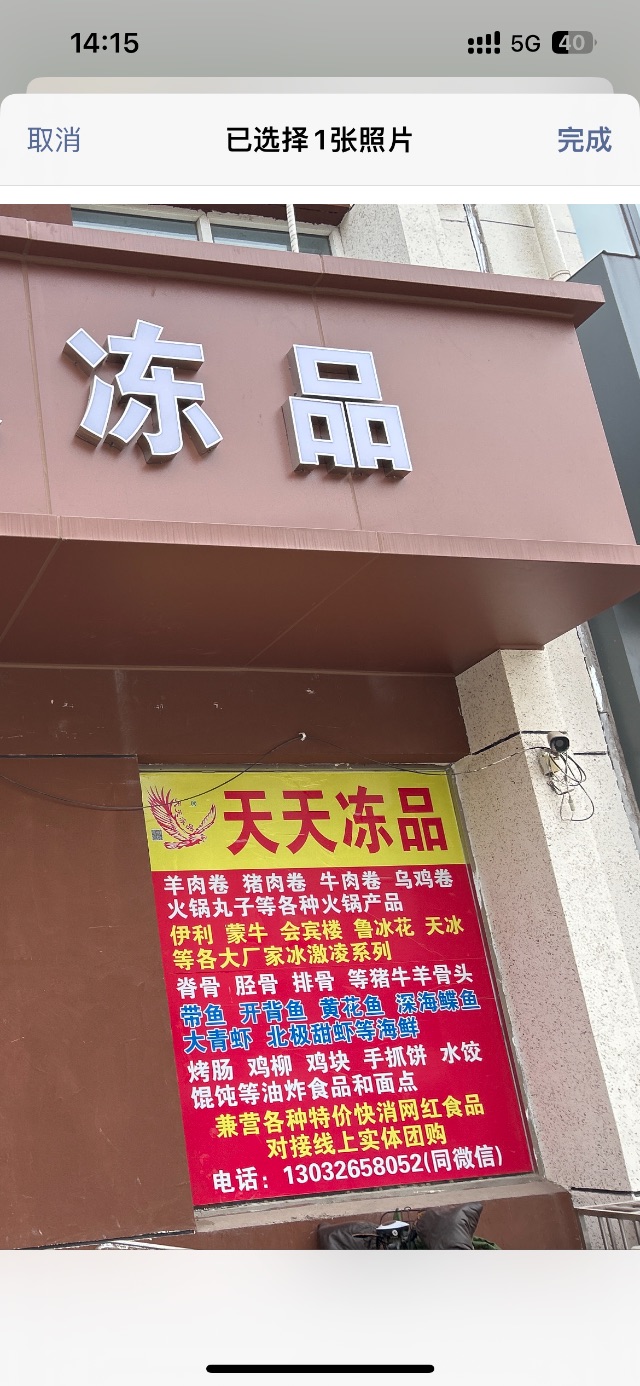 14:15
5G
40
取消
已选择1张照片
完成
冻品
天天冻品
羊肉卷 猪肉卷 牛肉卷 乌鸡卷
火锅丸子等各种火锅产品
伊利 蒙牛 会宾楼 鲁冰花 天冰
等各大厂家冰激凌系列
脊骨 胫骨 排骨 等猪牛羊骨头
带鱼 开背鱼 黄花鱼 深海鲽鱼
大青虾 北极甜虾等海鲜
烤肠 鸡柳 鸡块 手抓饼 水饺
馄饨等油炸食品和面点
兼营各种特价快消网红食品
对接线上实体团购
电话：13032658052(同微信)